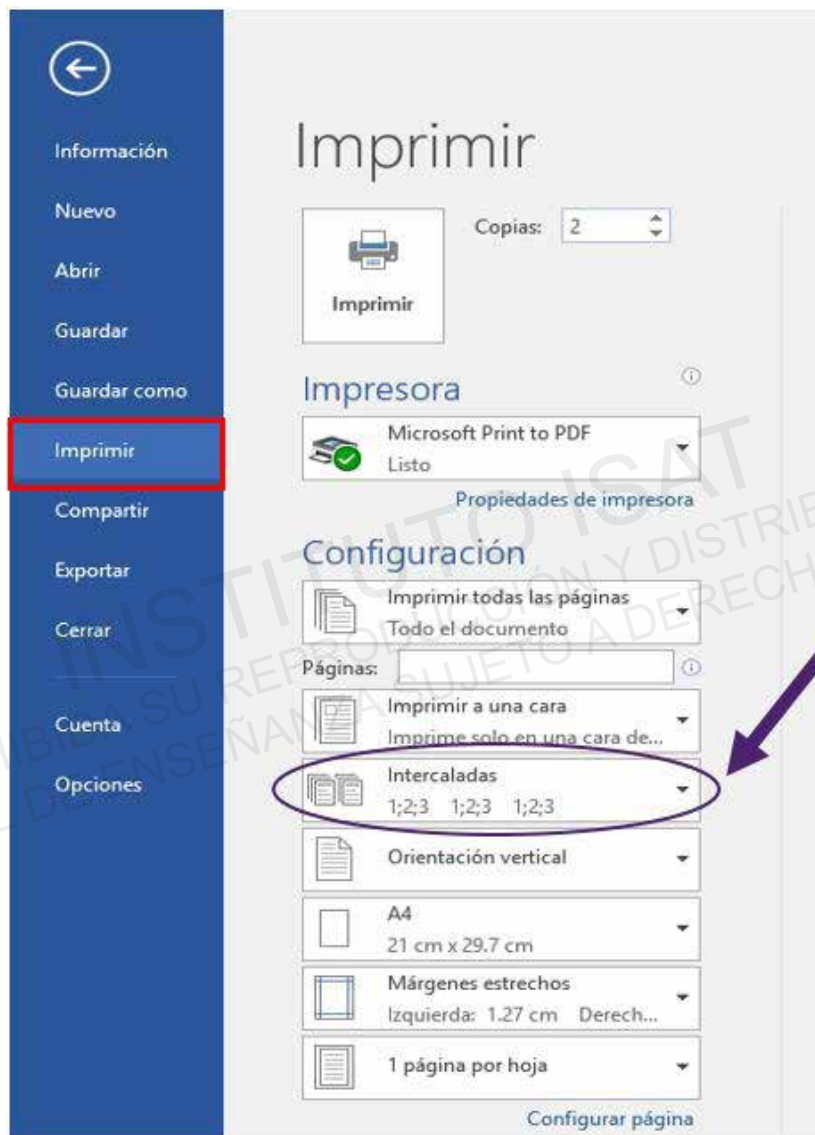 Información
Nuevo
Abrir
Guardar
Guardar como
Imprimir
Compartir
Exportar
Cerrar
Cuenta
Opciones
Imprimir
Copias: 2
Imprimir
Impresora
Microsoft Print to PDF
Listo
Propiedades de impresora
Configuración
Imprimir todas las páginas
Todo el documento
Páginas:
Imprimir a una cara
Imprime solo en una cara de...
Intercaladas
1;2;3 1;2;3 1;2;3
Orientación vertical
A4
21 cm x 29.7 cm
Márgenes estrechos
Izquierda: 1.27 cm Derech...
1 página por hoja
Configurar página
INSTITUTO ISAT
SU REPRODUCCIÓN Y
ENSEÑANZA SUJETO A